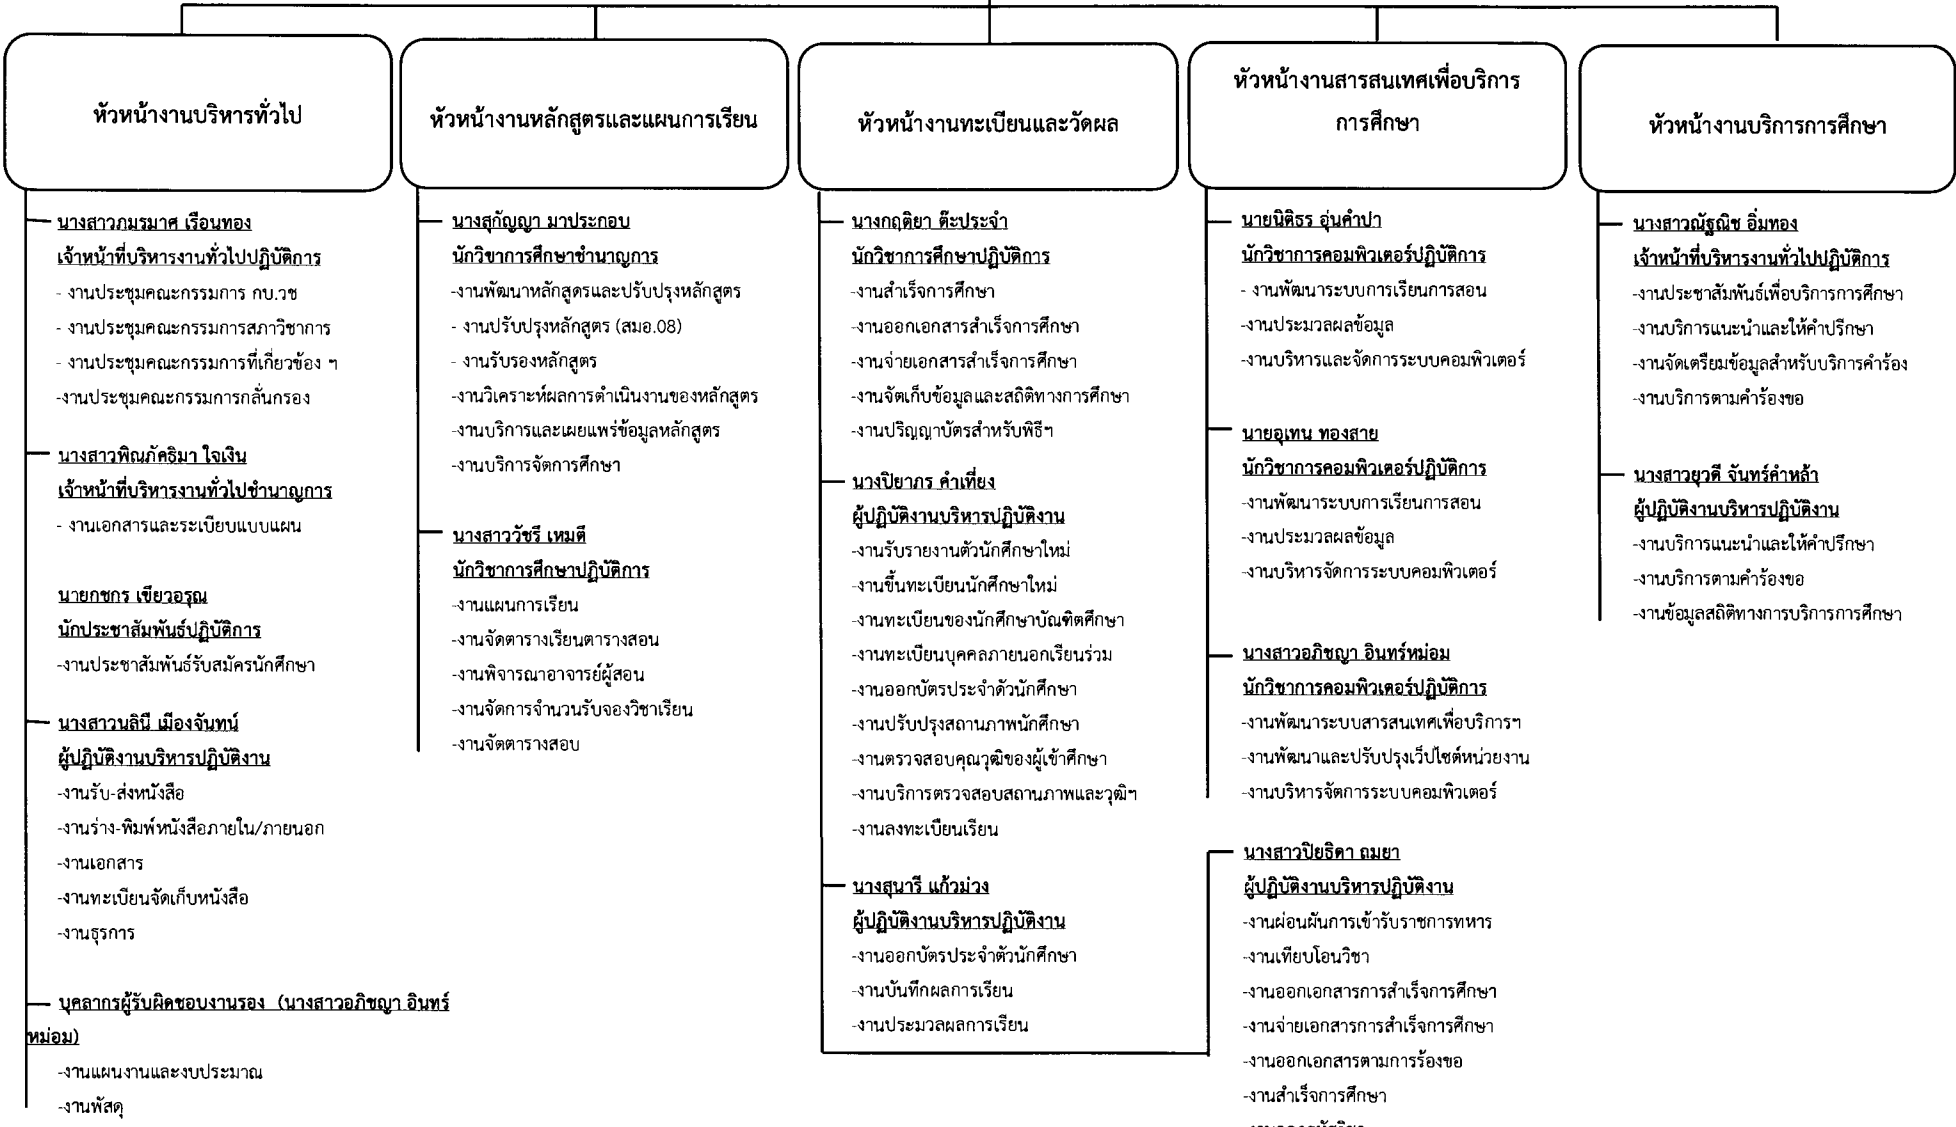 หัวหน้างานบริหารทั่วไป
นางสาวภมรมาศ เรือนทอง
เจ้าหน้าที่บริหารงานทั่วไปปฏิบัติการ
- งานประชุมคณะกรรมการ กบ.วช
- งานประชุมคณะกรรมการสภาวิชาการ
- งานประชุมคณะกรรมการที่เกี่ยวข้อง ฯ
-งานประชุมคณะกรรมการกลั่นกรอง
นางสาวพิณภัคธิมา ใจเงิน
เจ้าหน้าที่บริหารงานทั่วไปชำนาญการ
- งานเอกสารและระเบียบแบบแผน
นายกชกร เขียวอรุณ
นักประชาสัมพันธ์ปฏิบัติการ
-งานประชาสัมพันธ์รับสมัครนักศึกษา
นางสาวนลินี เมืองจันทน์
ผู้ปฏิบัติงานบริหารปฏิบัติงาน
-งานรับ-ส่งหนังสือ
-งานร่าง-พิมพ์หนังสือภายใน/ภายนอก
-งานเอกสาร
-งานทะเบียนจัดเก็บหนังสือ
-งานธุรการ
บุคลากรผู้รับผิดชอบงานรอง (นางสาวอภิชญา อินทร์
หม่อม)
-งานแผนงานและงบประมาณ
-งานพัสดุ
หัวหน้างานหลักสูตรและแผนการเรียน
นางสุกัญญา มาประกอบ
นักวิชาการศึกษาชำนาญการ
-งานพัฒนาหลักสูตรและปรับปรุงหลักสูตร
- งานปรับปรุงหลักสูตร (สมอ.08)
- งานรับรองหลักสูตร
-งานวิเคราะห์ผลการดำเนินงานของหลักสูตร
-งานบริการและเผยแพร่ข้อมูลหลักสูตร
-งานบริการจัดการศึกษา
นางสาววัชรี เหมตี
นักวิชาการศึกษาปฏิบัติการ
-งานแผนการเรียน
-งานจัดตารางเรียนตารางสอน
-งานพิจารณาอาจารย์ผู้สอน
-งานจัดการจำนวนรับจองวิชาเรียน
-งานจัดตารางสอบ
หัวหน้างานทะเบียนและวัดผล
นางกฤติยา ต๊ะประจำ
นักวิชาการศึกษาปฏิบัติการ
-งานสำเร็จการศึกษา
-งานออกเอกสารสำเร็จการศึกษา
-งานจ่ายเอกสารสำเร็จการศึกษา
-งานจัดเก็บข้อมูลและสถิติทางการศึกษา
-งานปริญญาบัตรสำหรับพิธีฯ
นางปิยาภร คำเที่ยง
ผู้ปฏิบัติงานบริหารปฏิบัติงาน
-งานรับรายงานตัวนักศึกษาใหม่
-งานขึ้นทะเบียนนักศึกษาใหม่
-งานทะเบียนของนักศึกษาบัณฑิตศึกษา
-งานทะเบียนบุคคลภายนอกเรียนร่วม
-งานออกบัตรประจำตัวนักศึกษา
-งานปรับปรุงสถานภาพนักศึกษา
-งานตรวจสอบคุณวุฒิของผู้เข้าศึกษา
-งานบริการตรวจสอบสถานภาพและวุฒิฯ
-งานลงทะเบียนเรียน
นางสุนารี แก้วม่วง
ผู้ปฏิบัติงานบริหารปฏิบัติงาน
-งานออกบัตรประจำตัวนักศึกษา
-งานบันทึกผลการเรียน
-งานประมวลผลการเรียน
หัวหน้างานสารสนเทศเพื่อบริการ
การศึกษา
นายนิติธร อุ่นคำปา
นักวิชาการคอมพิวเตอร์ปฏิบัติการ
- งานพัฒนาระบบการเรียนการสอน
-งานประมวลผลข้อมูล
-งานบริหารและจัดการระบบคอมพิวเตอร์
นายอุเทน ทองสาย
นักวิชาการคอมพิวเตอร์ปฏิบัติการ
-งานพัฒนาระบบการเรียนการสอน
-งานประมวลผลข้อมูล
-งานบริหารจัดการระบบคอมพิวเตอร์
นางสาวอภิชญา อินทร์หม่อม
นักวิชาการคอมพิวเตอร์ปฏิบัติการ
-งานพัฒนาระบบสารสนเทศเพื่อบริการฯ
-งานพัฒนาและปรับปรุงเว็บไซต์หน่วยงาน
-งานบริหารจัดการระบบคอมพิวเตอร์
นางสาวปิยธิดา ถมยา
ผู้ปฏิบัติงานบริหารปฏิบัติงาน
-งานผ่อนผันการเข้ารับราชการทหาร
-งานเทียบโอนวิชา
-งานออกเอกสารการสำเร็จการศึกษา
-งานจ่ายเอกสารการสำเร็จการศึกษา
-งานออกเอกสารตามการร้องขอ
-งานสำเร็จการศึกษา
หัวหน้างานบริการการศึกษา
นางสาวณัฐณิช อิ่มทอง
เจ้าหน้าที่บริหารงานทั่วไปปฏิบัติการ
-งานประชาสัมพันธ์เพื่อบริการการศึกษา
-งานบริการแนะนำและให้คำปรึกษา
-งานจัดเตรียมข้อมูลสำหรับบริการคำร้อง
-งานบริการตามคำร้องขอ
นางสาวยุวดี จันทร์คำหล้า
ผู้ปฏิบัติงานบริหารปฏิบัติงาน
-งานบริการแนะนำและให้คำปรึกษา
-งานบริการตามคำร้องขอ
-งานข้อมูลสถิติทางการบริการการศึกษา